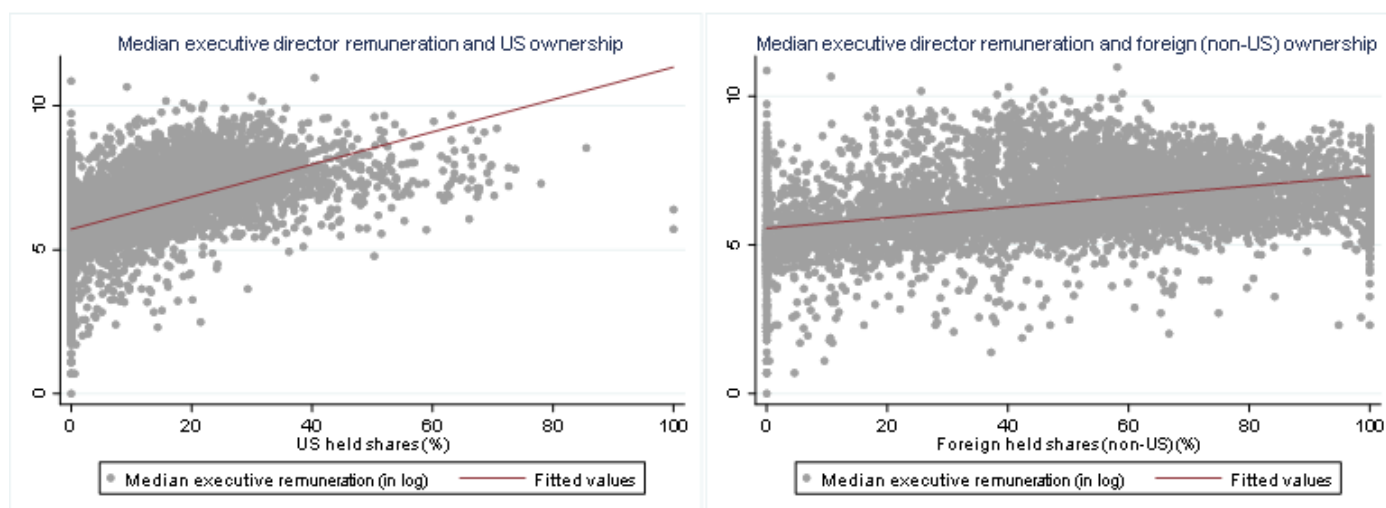 Median executive director remuneration and US ownership
10
5
0
0 20 40 60 80 100
US held shares(%)
Median executive remuneration (in log) Fitted values
Median executive director remuneration and foreign (non-US) ownership
10
5
0
0 20 40 60 80 100
Foreign held shares(non-US)(%)
Median executive remuneration (in log) Fitted values